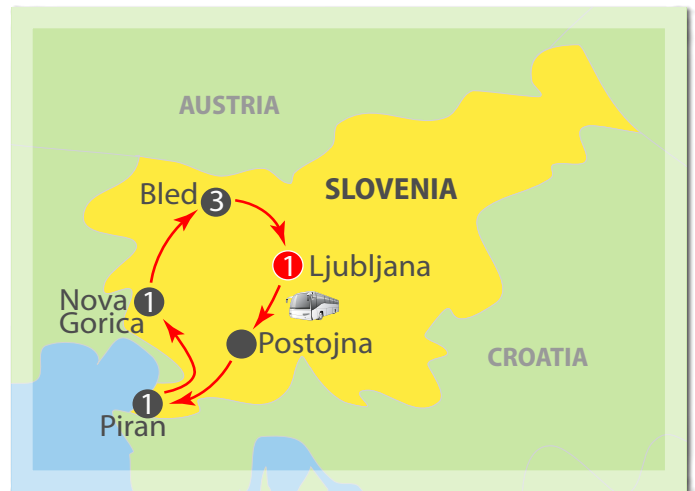 AUSTRIA
SLOVENIA
Bled 3
1 Ljubljana
Nova
Gorica 1
Postojna
CROATIA
1
Piran